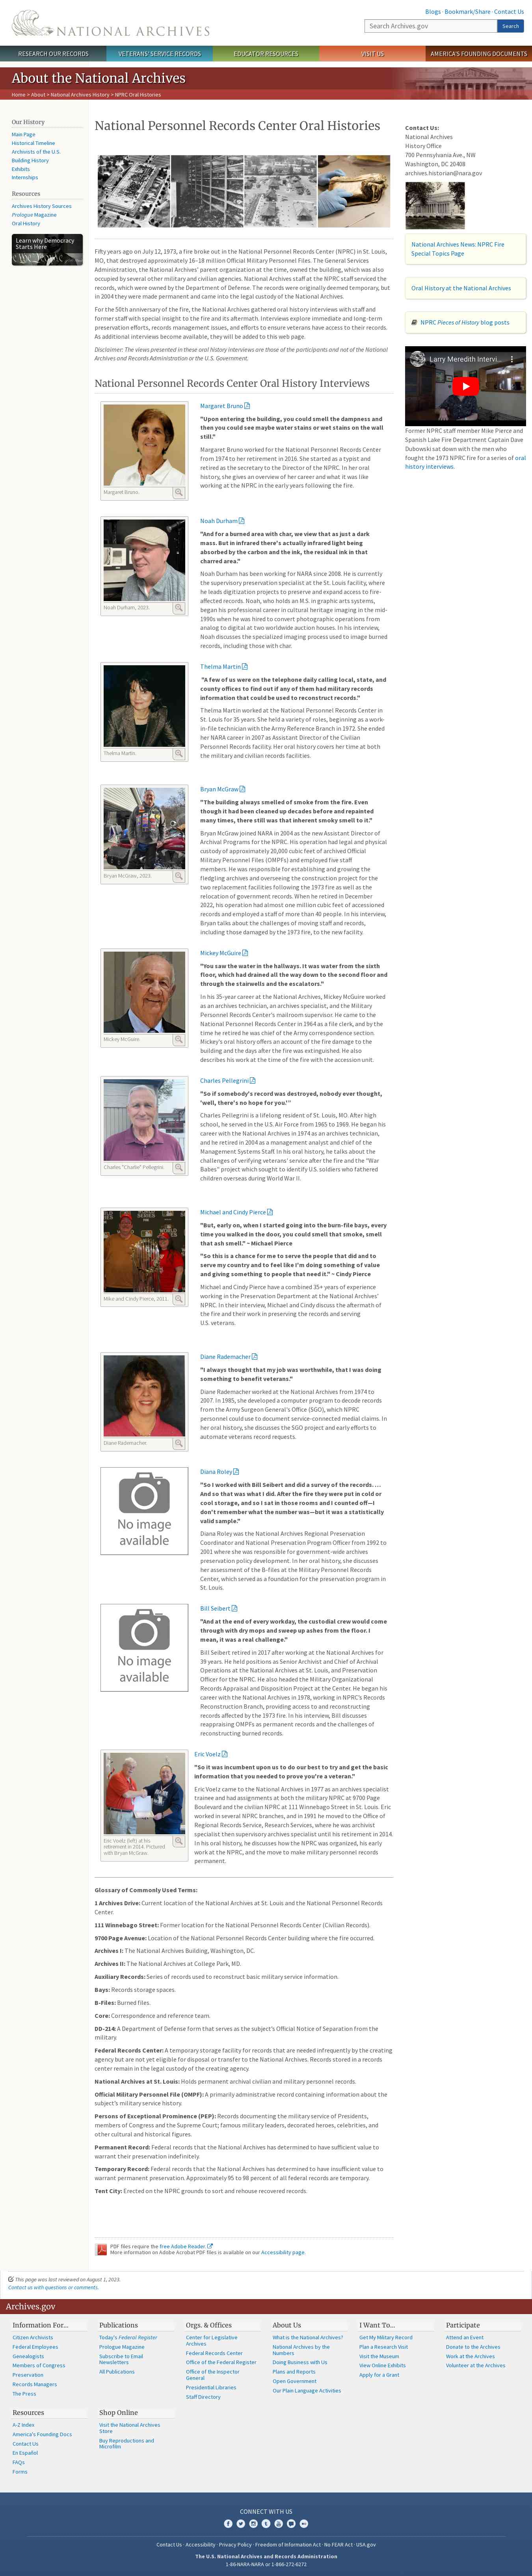 Blogs · Bookmark/Share · Contact Us
NATIONAL ARCHIVES
Search Archives.gov
Search
RESEARCH OUR RECORDS
VETERANS' SERVICE RECORDS
EDUCATOR RESOURCES
VISIT US
AMERICA'S FOUNDING DOCUMENTS
About the National Archives
Home > About > National Archives History > NPRC Oral Histories
Our History
Main Page
Historical Timeline
Archivists of the U.S.
Building History
Exhibits
Internships
Resources
Archives History Sources
Prologue Magazine
Oral History
Learn why Democracy
Starts Here
National Personnel Records Center Oral Histories
Fifty years ago on July 12, 1973, a fire broke out in the National Personnel Records Center (NPRC) in St. Louis,
MO, that destroyed approximately 16–18 million Official Military Personnel Files. The Department of
Defense, the National Archives' parent organization at the time, owned the building, which was also
occupied by several other military and civilian agencies. National Archives staff located at the NPRC, while
not owning the records, provided reference services on behalf of the DoD. The permanent records began to
transfer into the legal custody of the National Archives at the turn of the century, but it wouldn't be until
2004 they were made permanent and came into the legal custody of the National Archives.
For the 50th anniversary of the fire, the National Archives gathered oral history interviews with staff and
former employees. These interviews cover topics such as the initial response to the fire, preservation
reformatting efforts, records management issues, and efforts to ensure patrons have access to their records.
As additional interviews become available, they will be added to this web page.
Disclaimer: The views presented in these oral history interviews are those of the participants and not of the National
Archives and Records Administration or the U.S. Government.
National Personnel Records Center Oral History Interviews
Margaret Bruno.
Margaret Bruno
"Upon entering the building, you could smell the dampness and
then you could see maybe water stains or wet stains on the wall
still."
Margaret Bruno worked for the National Personnel Records Center
from 1974 to her retirement in 2016. She started as a typist and
retired as the secretary to the Director of the NPRC. In her oral
history, she gives an overview of her career and what it was like
working at the NPRC in the early years following the fire.
Noah Durham, 2023.
Noah Durham
"And for a burned area with char, we view that as just a dark
mass. But in infrared there's actually infrared light being
absorbed by the carbon and the ink, the residual ink in that
charred area."
Noah Durham has been working for NARA since 2008. He is currently
the supervisory preservation specialist at the St. Louis facility, where
he leads a team responsible for providing access to fire-
affected records. Noah, who holds an M.S. in graphic arts systems,
began his professional career in cultural heritage imaging in the mid-
1990s, when he transferred analog photographic formats to
digital at two worldwide auction houses. In his interview,
Noah discusses the specialized imaging process used to image burned
records, including those with char.
Thelma Martin.
Thelma Martin
"A few of us were on the telephone daily calling local, state, and
county offices to find out if any of them had military records
information that could be used to reconstruct records."
Thelma Martin worked at the National Personnel Records Center in
St. Louis for 35 years. She held a variety of roles, beginning as a work-
in-title technician with the Army Reference Branch in 1972. She ended
her NARA career in 2007 as Assistant Director of the Civilian
Personnel Records facility. Her oral history covers her time with both
the military and civilian records facilities.
Bryan McGraw, 2023.
Bryan McGraw
"The building always smelled of smoke from the fire. Even
though it had been cleaned up decades before and repainted
many times, there still was that inherent smoky smell to it."
Bryan McGraw joined NARA in 2004 as the new Assistant Director of
Archival Programs for the NPRC. His job included legal and physical
custody of approximately 20,000 cubic feet of archived Official
Military Personnel Files (OMPFs) and employed five staff
members. He was responsible for establishing and growing the
fledgling archives and overseeing construction and relocation of the
two replacement facilities following the 1973 fire as well as the
relocation of equipment and resources. When he retired in December
2022, his operation had almost one million cubic feet of accessioned
records and employed a staff of more than 40 people. In his interview,
Bryan talks about the challenges of moving staff and records,
including those damaged by the 1973 fire, to the new facility.
Mickey McGuire.
Mickey McGuire
"You saw the water in the hallways. It was water from the sixth
floor, which had drained all the way down to the second floor and
through the stairwells and the escalators."
In his 35-year career at the National Archives, Mickey McGuire worked
as an archives specialist, an archives technician, and the Military
Personnel Records Center's mailroom supervisor. He came to the
National Personnel Records Center in 1964 as a file clerk, and by the
time he retired he was chief of the Army correspondence section.
Mickey's oral history offers an account of the damage to the
building and the days after the fire was extinguished. He also
describes his part in the aftermath of the fire with the accession unit.
Charles "Charlie" Pellegrini.
Charles Pellegrini
"So if somebody's record was destroyed, nobody ever thought,
'well, there's no hope for you.'"
Charles Pellegrini is a lifelong resident of St. Louis, MO. After high
school, he served in the U.S. Air Force from 1965 to 1969. He began his
career with the National Archives in 1974 as an archives technician,
and he retired in 2004 as a management analyst and chief of the
Management Systems Staff. In his oral history, he talks about the
challenges of verifying veterans' service after the fire and the "War
Babes" project which sought to identify U.S. soldiers who fathered
children overseas during World War II.
Mike and Cindy Pierce, 2011.
Michael and Cindy Pierce
"But, early on, when I started going into the burn-file bays, every
time you walked in the door, you could smell that smoke, smell
that ash smell." ~ Michael Pierce
"So this is a chance for me to serve the people that did and to
serve my country and to feel like I'm doing something of value
and giving something to people that need it." ~ Cindy Pierce
Michael and Cindy Pierce have a combined 35+ years of experience
working in the Preservation Department at the National Archives'
NPRC. In their interview, Michael and Cindy discuss the aftermath of
the fire and their work in preserving the records and serving
U.S. veterans.
Diane Rademacher.
Diane Rademacher
"I always thought that my job was worthwhile, that I was doing
something to benefit veterans."
Diane Rademacher worked at the National Archives from 1974 to
2007. In 1985, she developed a computer program to decode records
from the Army Surgeon General's Office (SGO), which NPRC
personnel could use to document service-connected medical claims. In
her oral history, she discusses the SGO project and early efforts to
automate veterans record requests.
No image
available
Diana Roley
"So I worked with Bill Seibert and did a survey of the records. . . .
And so that was what I did. After the fire they were put in cold or
cool storage, and so I sat in those rooms and I counted off—I
don't remember what the number was—but it was a statistically
valid sample."
Diana Roley was the National Archives Regional Preservation
Coordinator and National Preservation Program Officer from 1992 to
2001 where she was responsible for government-wide archives
preservation policy development. In her oral history, she discusses
her assessment of the B-Files at the Military Personnel Records
Center, which served as a foundation for the preservation program in
St. Louis.
No image
available
Bill Seibert
"And at the end of every workday, the custodial crew would come
through with dry mops and sweep up ashes from the floor. I
mean, it was a real challenge."
Bill Seibert retired in 2017 after working at the National Archives for
39 years. He held positions as Senior Archivist and Chief of Archival
Operations at the National Archives at St. Louis, and Preservation
Officer for the NPRC. He also headed the Military Organizational
Records Appraisal and Disposition Project at the Center. He began his
career with the National Archives in 1978, working in NPRC's Records
Reconstruction Branch, providing access to and reconstructing
records affected by the 1973 fire. In his interview, Bill discusses
reappraising OMPFs as permanent records and the challenges of
reconstructing burned records.
Eric Voelz (left) at his
retirement in 2014. Pictured
with Bryan McGraw.
Eric Voelz
"So it was incumbent upon us to do our best to try and get the basic
information that you needed to prove you're a veteran."
Eric Voelz came to the National Archives in 1977 as an archives specialist
trainee and had assignments at both the military NPRC at 9700 Page
Boulevard and the civilian NPRC at 111 Winnebago Street in St. Louis. Eric
worked in several NPRC branches, and in 1991 he moved to the Office of
Regional Records Service, Research Services, where he was archivist
specialist then supervisory archives specialist until his retirement in 2014.
In his oral history, he discusses how the NPRC was organized, his early
work at the NPRC, and the move to make military personnel records
permanent.
Glossary of Commonly Used Terms:
1 Archives Drive: Current location of the National Archives at St. Louis and the National Personnel Records
Center.
111 Winnebago Street: Former location for the National Personnel Records Center (Civilian Records).
9700 Page Avenue: Location of the National Personnel Records Center building where the fire occurred.
Archives I: The National Archives Building, Washington, DC.
Archives II: The National Archives at College Park, MD.
Auxiliary Records: Series of records used to reconstruct basic military service information.
Bays: Records storage spaces.
B-Files: Burned files.
Core: Correspondence and reference team.
DD-214: A Department of Defense form that serves as the subject's Official Notice of Separation from the
military.
Federal Records Center: A temporary storage facility for records that are needed infrequently by the creating
agency but are not yet eligible for disposal or transfer to the National Archives. Records and records center
remain in the legal custody of the creating agency.
National Archives at St. Louis: Holds permanent archival civilian and military personnel records.
Official Military Personnel File (OMPF): A primarily administrative record containing information about the
subject's military service history.
Persons of Exceptional Prominence (PEP): Records documenting the military service of Presidents,
members of Congress and the Supreme Court; famous military leaders, decorated heroes, celebrities, and
other cultural and historical figures.
Permanent Record: Federal records that the National Archives has determined to have sufficient value to
warrant their preservation indefinitely.
Temporary Record: Federal records that the National Archives has determined to have insufficient value to
warrant permanent preservation. Approximately 95 to 98 percent of all federal records are temporary.
Tent City: Erected on the NPRC grounds to sort and rehouse recovered records.
PDF files require the free Adobe Reader.
More information on Adobe Acrobat PDF files is available on our Accessibility page.
Contact Us:
National Archives
History Office
700 Pennsylvania Ave., NW
Washington, DC 20408
archives.historian@nara.gov
National Archives News: NPRC Fire
Special Topics Page
Oral History at the National Archives
NPRC Pieces of History blog posts
Larry Meredith Intervi...
Former NPRC staff member Mike Pierce and
Spanish Lake Fire Department Captain Dave
Dubowski sat down with the men who
fought the 1973 NPRC fire for a series of oral
history interviews.
This page was last reviewed on August 1, 2023.
Contact us with questions or comments.
Archives.gov
Information For…
Citizen Archivists
Federal Employees
Genealogists
Members of Congress
Preservation
Records Managers
The Press
Publications
Today's Federal Register
Prologue Magazine
Subscribe to Email
Newsletters
All Publications
Orgs. & Offices
Center for Legislative
Archives
Federal Records Center
Office of the Federal Register
Office of the Inspector
General
Presidential Libraries
Staff Directory
About Us
What is the National Archives?
National Archives by the
Numbers
Doing Business with Us
Plans and Reports
Open Government
Our Plain Language Activities
I Want To…
Get My Military Record
Plan a Research Visit
Visit the Museum
View Online Exhibits
Apply for a Grant
Participate
Attend an Event
Donate to the Archives
Work at the Archives
Volunteer at the Archives
Resources
A-Z Index
America's Founding Docs
Contact Us
En Español
FAQs
Forms
Shop Online
Visit the National Archives
Store
Buy Reproductions and
Microfilm
CONNECT WITH US
Contact Us · Accessibility · Privacy Policy · Freedom of Information Act · No FEAR Act · USA.gov
The U.S. National Archives and Records Administration
1-86-NARA-NARA or 1-866-272-6272